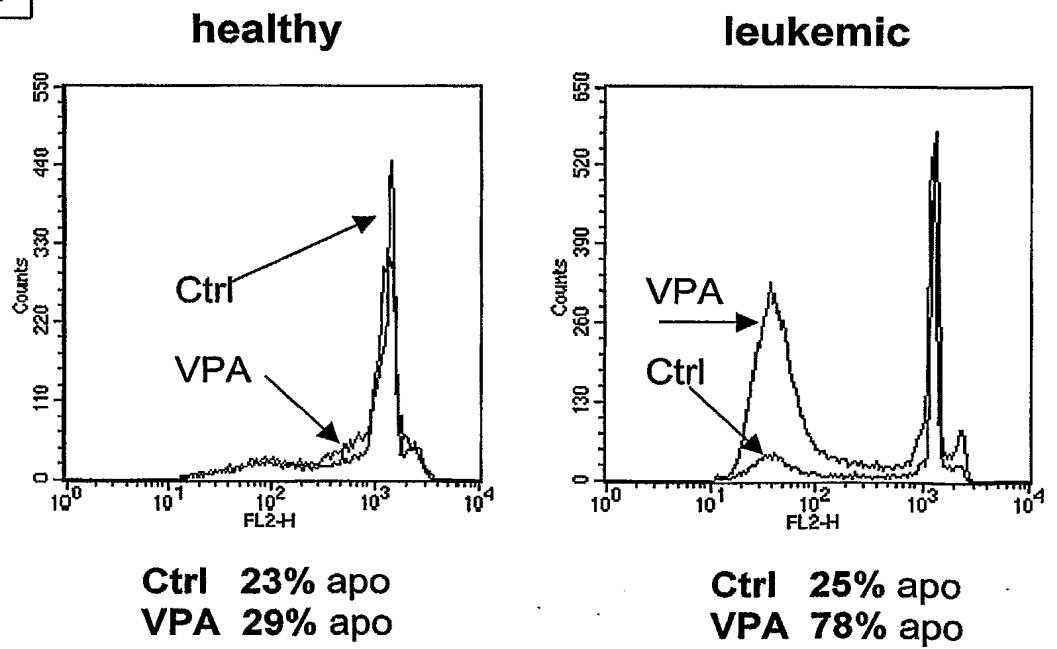 healthy
550
440
330
220
110
0
Counts
Ctrl
VPA
10^0
10^1
10^2
10^3
10^4
FL2-H
Ctrl 23% apo
VPA 29% apo
leukemic
650
520
390
260
130
0
Counts
VPA
Ctrl
10^0
10^1
10^2
10^3
10^4
FL2-H
Ctrl 25% apo
VPA 78% apo